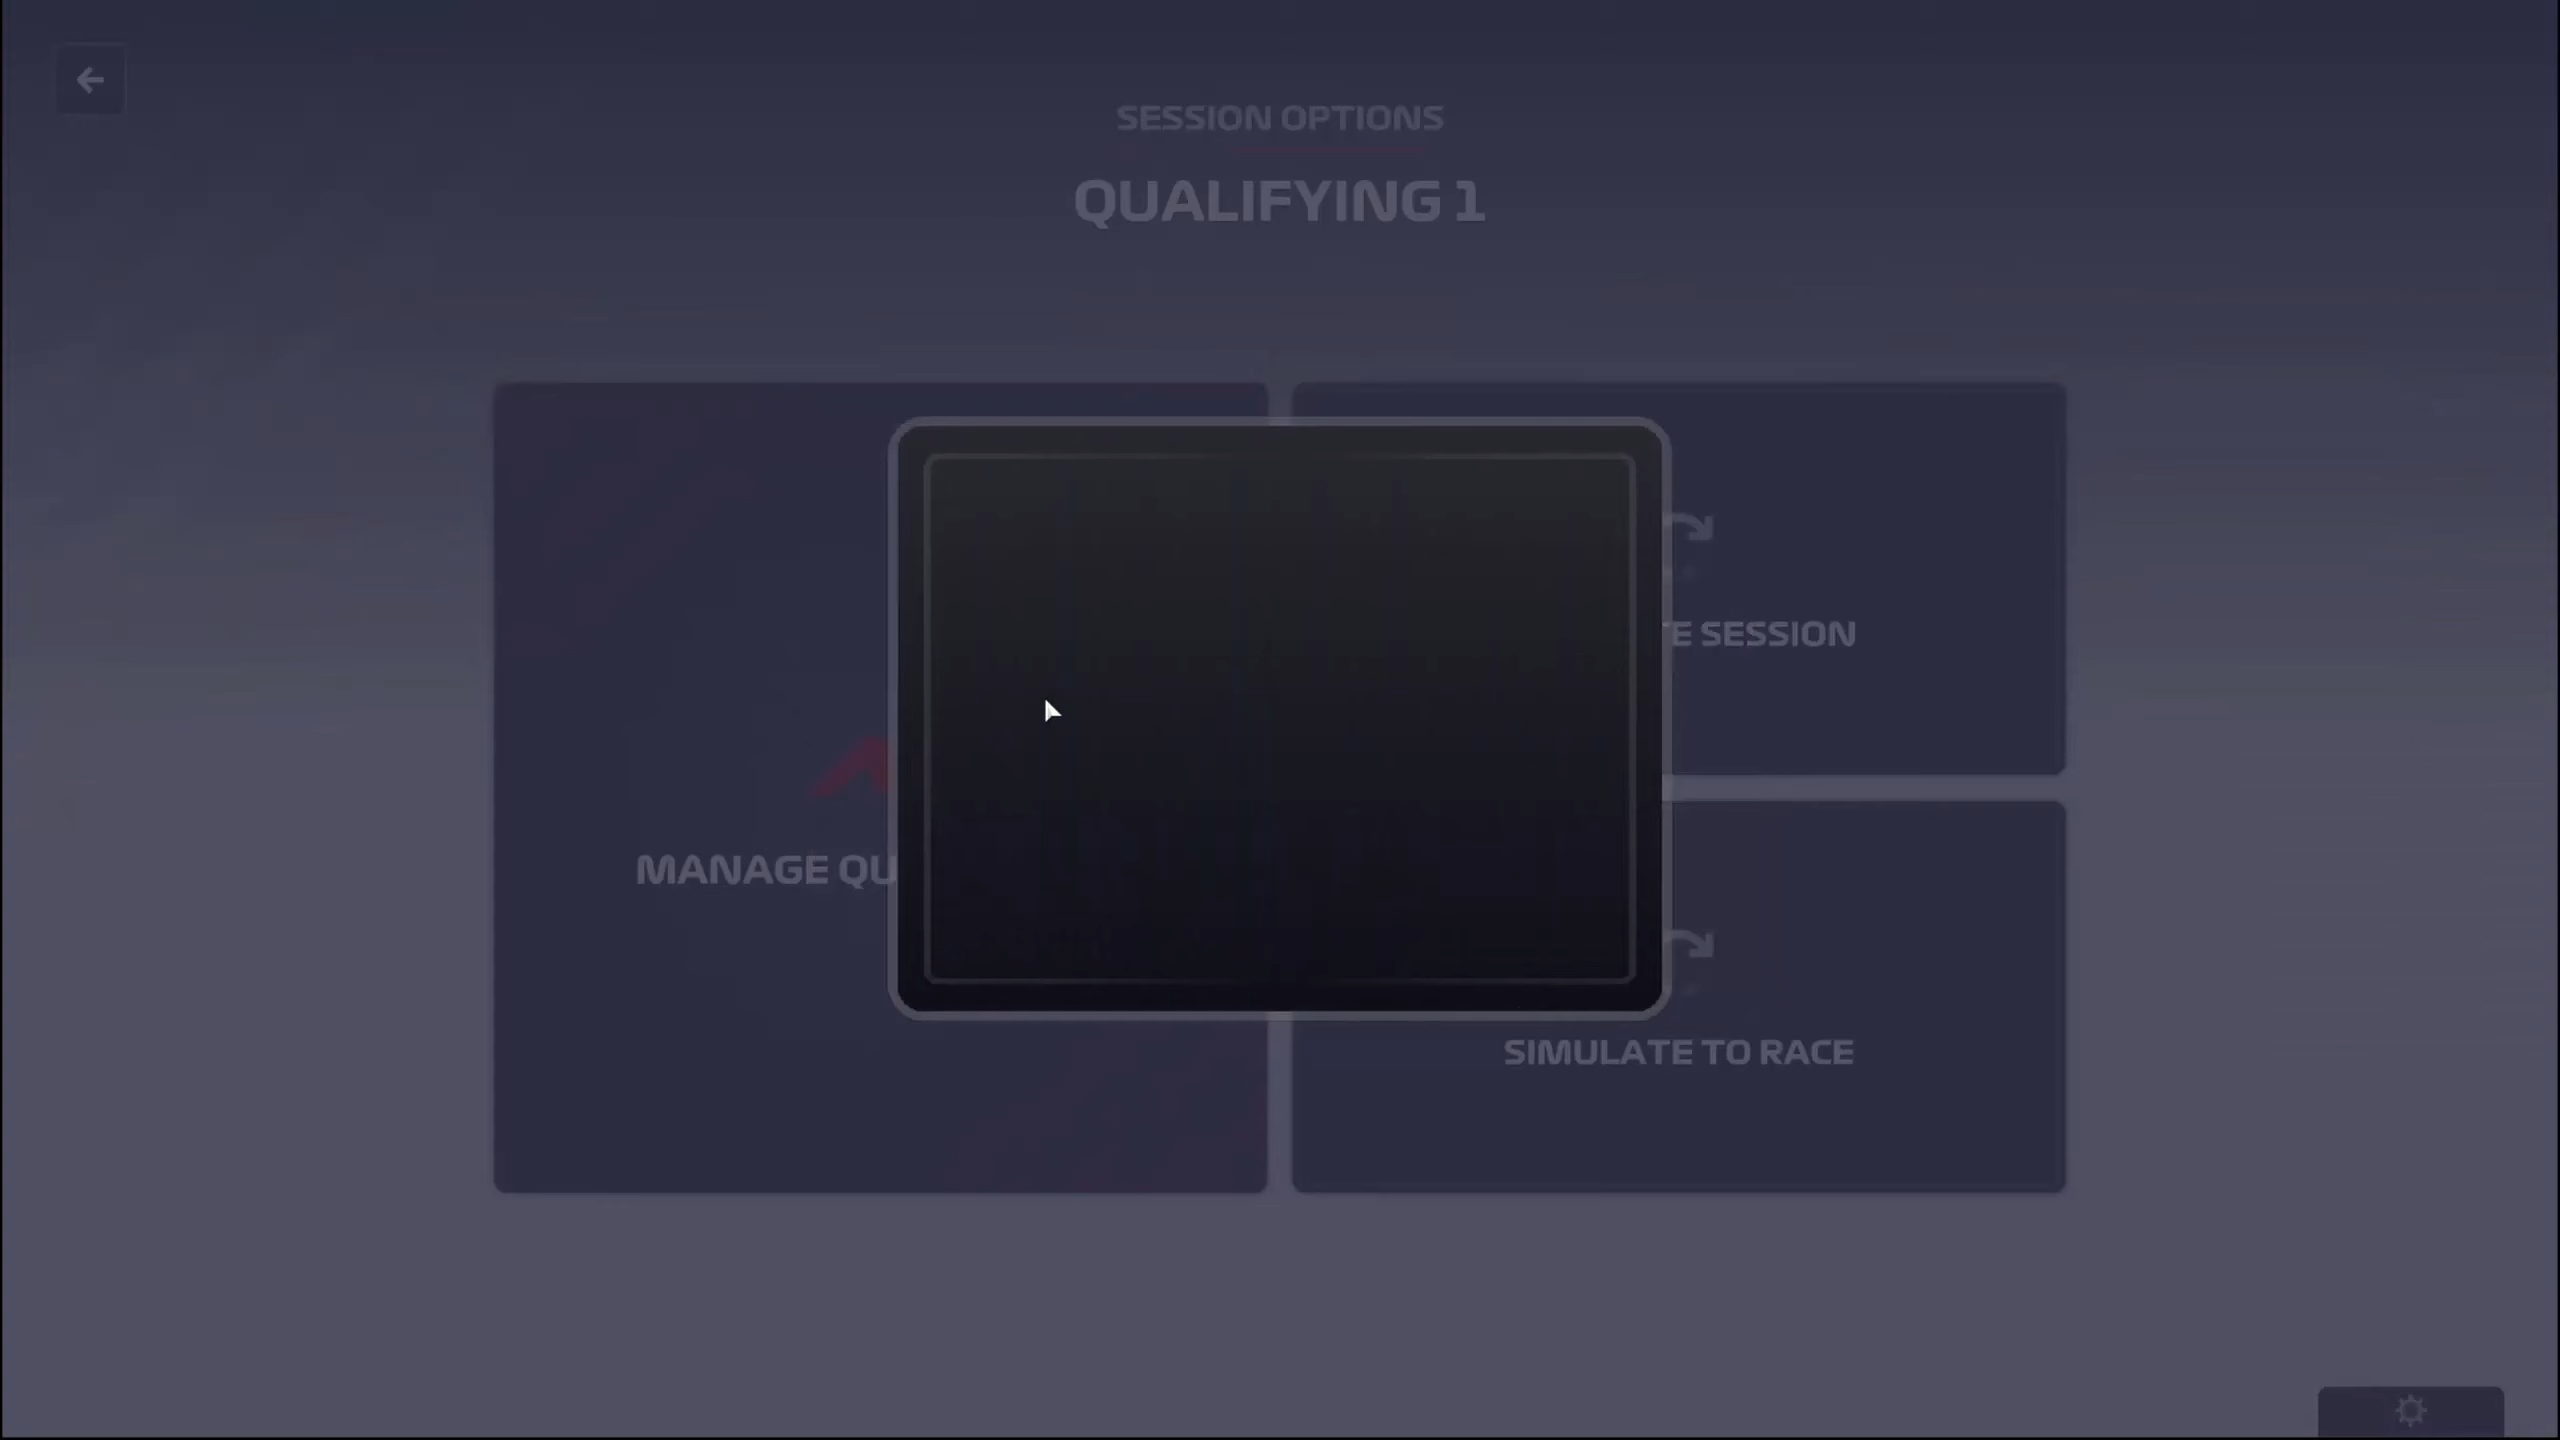 SESSION OPTIONS
QUALIFYING 1
E SESSION
MANAGE QU
SIMULATE TO RACE